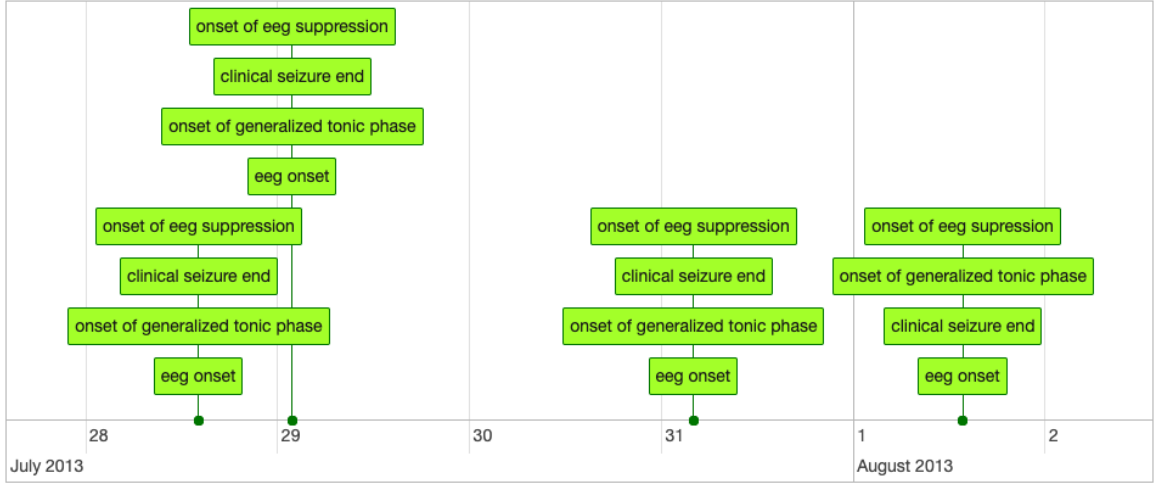 onset of eeg suppression
clinical seizure end
onset of generalized tonic phase
eeg onset
onset of eeg suppression
onset of eeg suppression
onset of eeg supression
clinical seizure end
clinical seizure end
onset of generalized tonic phase
onset of generalized tonic phase
onset of generalized tonic phase
clinical seizure end
eeg onset
eeg onset
eeg onset
28
29
30
31
1
2
July 2013
August 2013